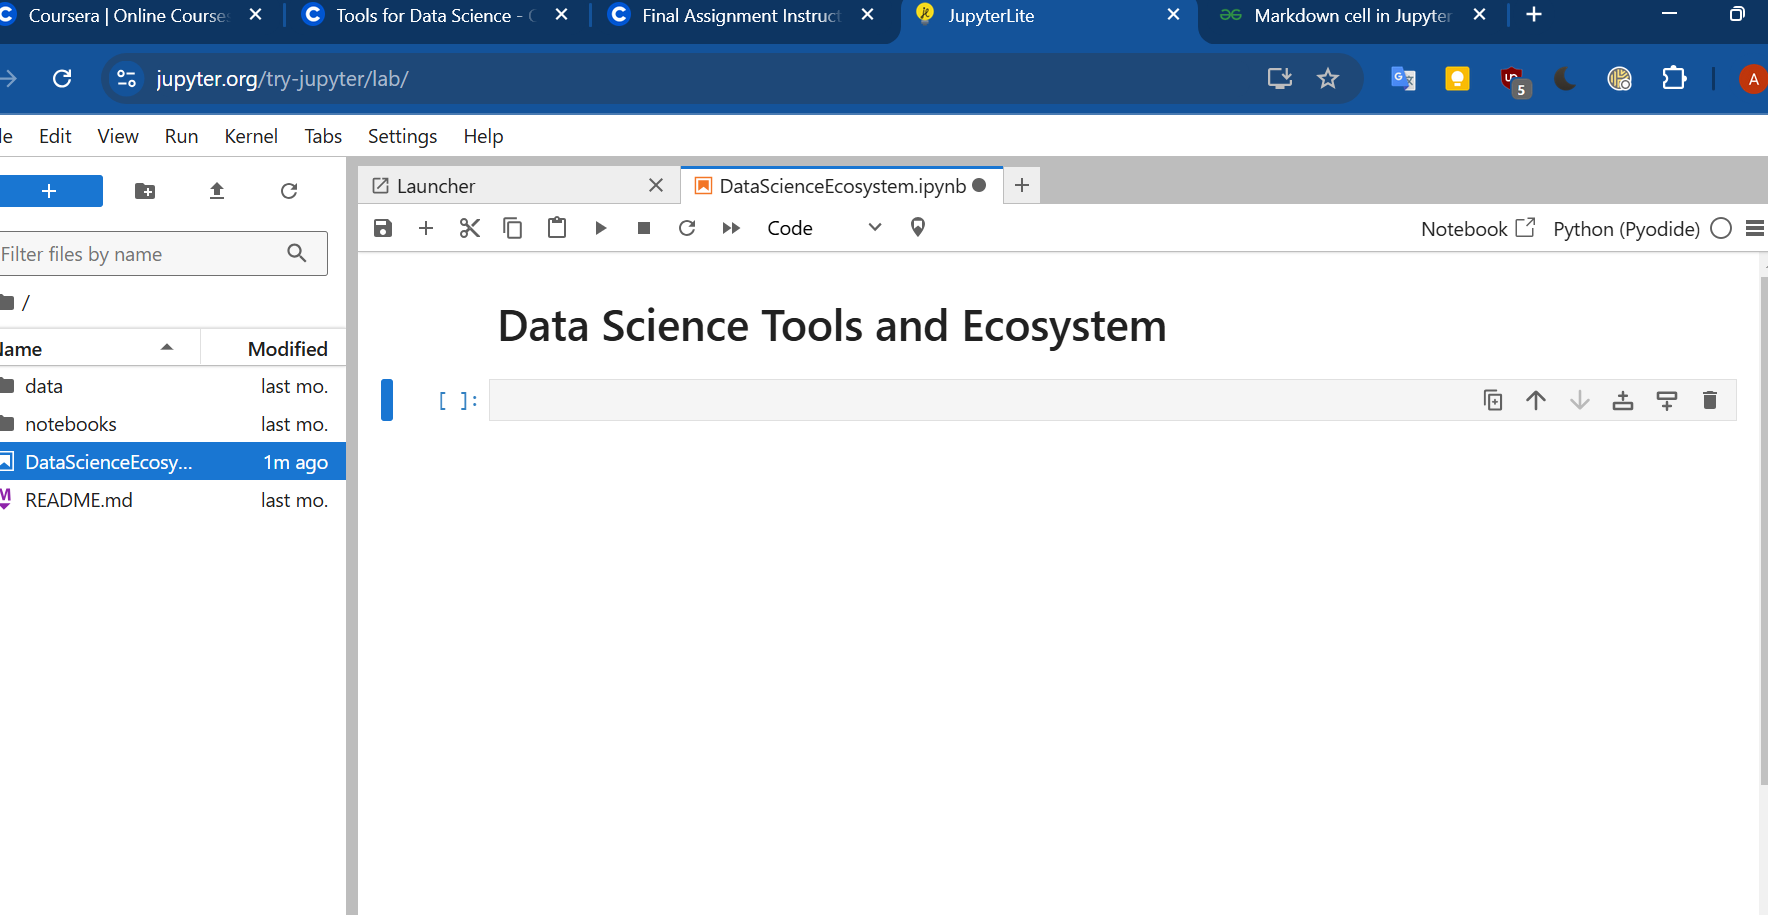 Coursera | Online Courses
Tools for Data Science - C
Final Assignment Instruct
JupyterLite
Markdown cell in Jupyter
jupyter.org/try-jupyter/lab/
5
A
le Edit View Run Kernel Tabs Settings Help
Launcher
DataScienceEcosystem.ipynb
Code
Notebook
Python (Pyodide)
Filter files by name
/
Name Modified
data last mo.
notebooks last mo.
DataScienceEcosy... 1m ago
README.md last mo.
Data Science Tools and Ecosystem
[ ]: